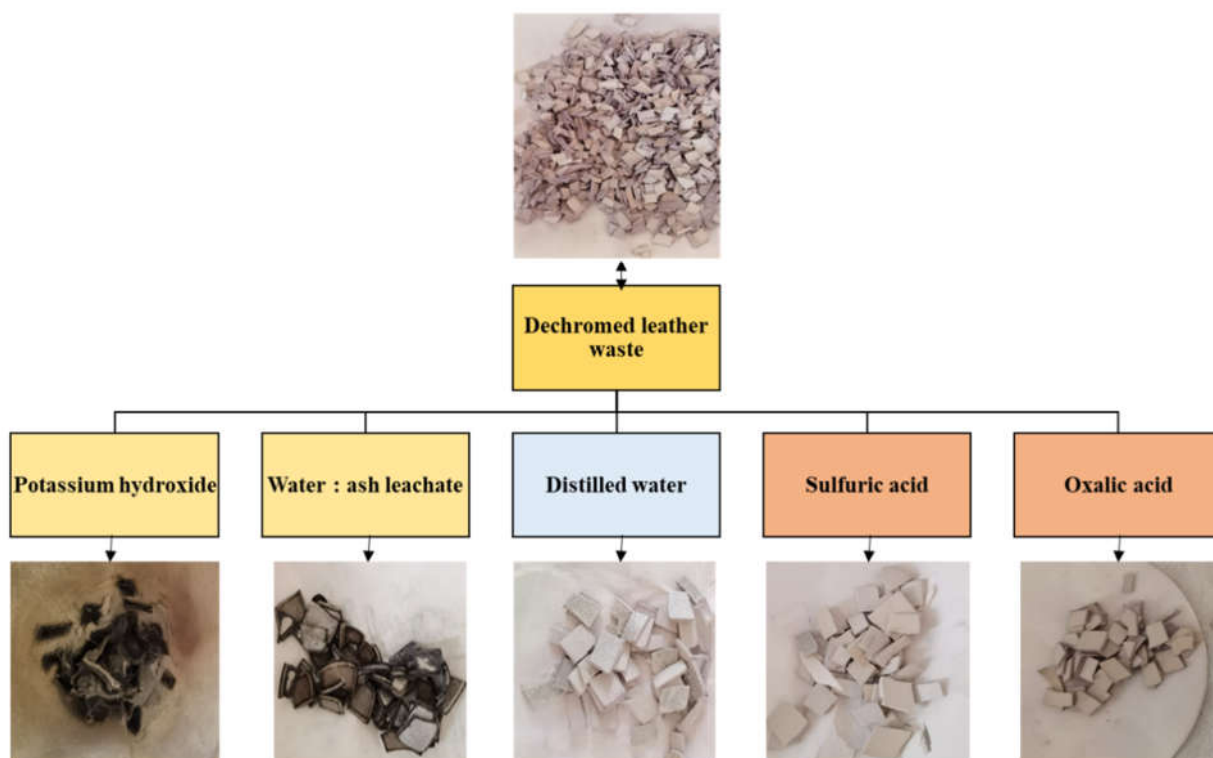 Dechromed leather
waste
Potassium hydroxide
Water : ash leachate
Distilled water
Sulfuric acid
Oxalic acid